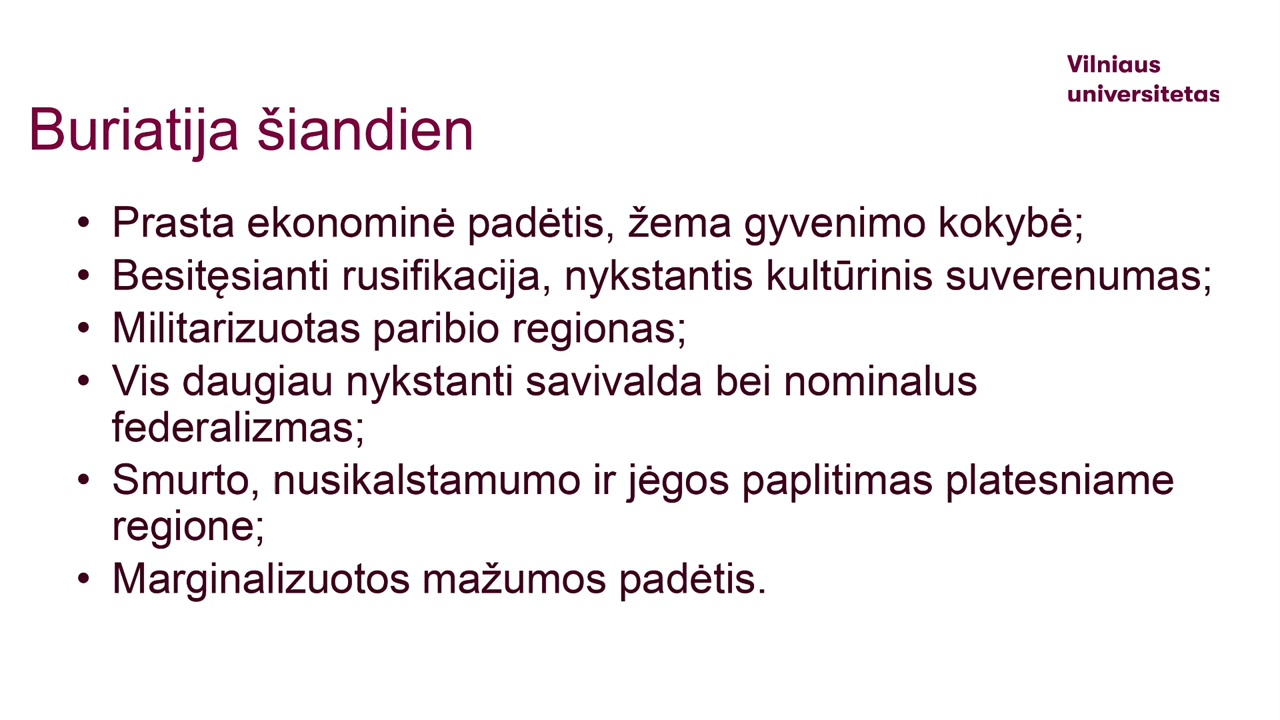 Vilniaus
universitetas
Buriatija šiandien
• Prasta ekonominė padėtis, žema gyvenimo kokybė;
• Besitęsianti rusifikacija, nykstantis kultūrinis suverenumas;
• Militarizuotas paribio regionas;
• Vis daugiau nykstanti savivalda bei nominalus
federalizmas;
• Smurto, nusikalstamumo ir jėgos paplitimas platesniame
regione;
• Marginalizuotos mažumos padėtis.